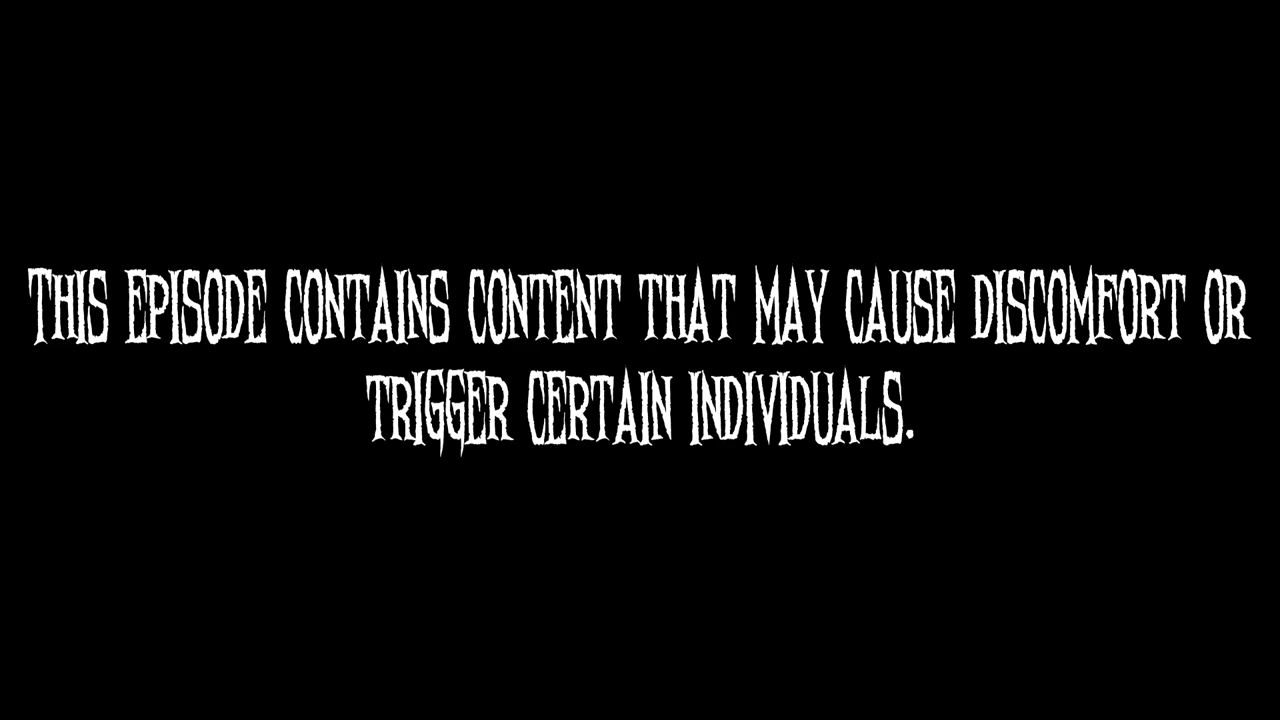 THIS EPISODE CONTAINS CONTENT THAT MAY CAUSE DISCOMFORT OR
TRIGGER CERTAIN INDIVIDUALS.